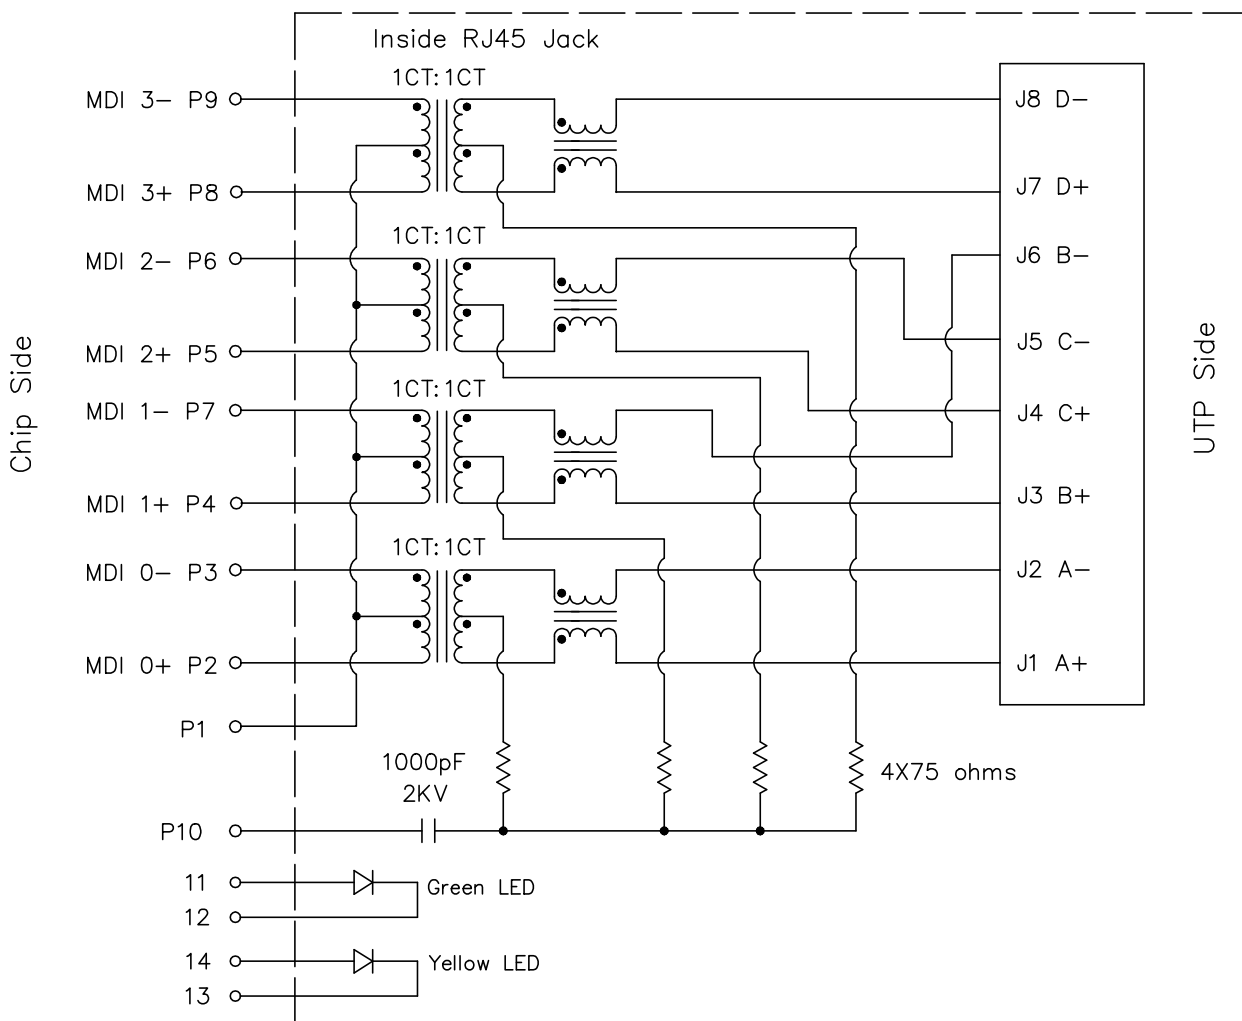 Inside RJ45 Jack
1CT:1CT
MDI 3- P9
J8 D-
MDI 3+ P8
J7 D+
1CT:1CT
MDI 2- P6
J6 B-
MDI 2+ P5
J5 C-
1CT:1CT
MDI 1- P7
J4 C+
MDI 1+ P4
J3 B+
1CT:1CT
MDI 0- P3
J2 A-
MDI 0+ P2
J1 A+
Chip Side
UTP Side
P1
1000pF
2KV
4X75 ohms
P10
11
Green LED
12
14
Yellow LED
13